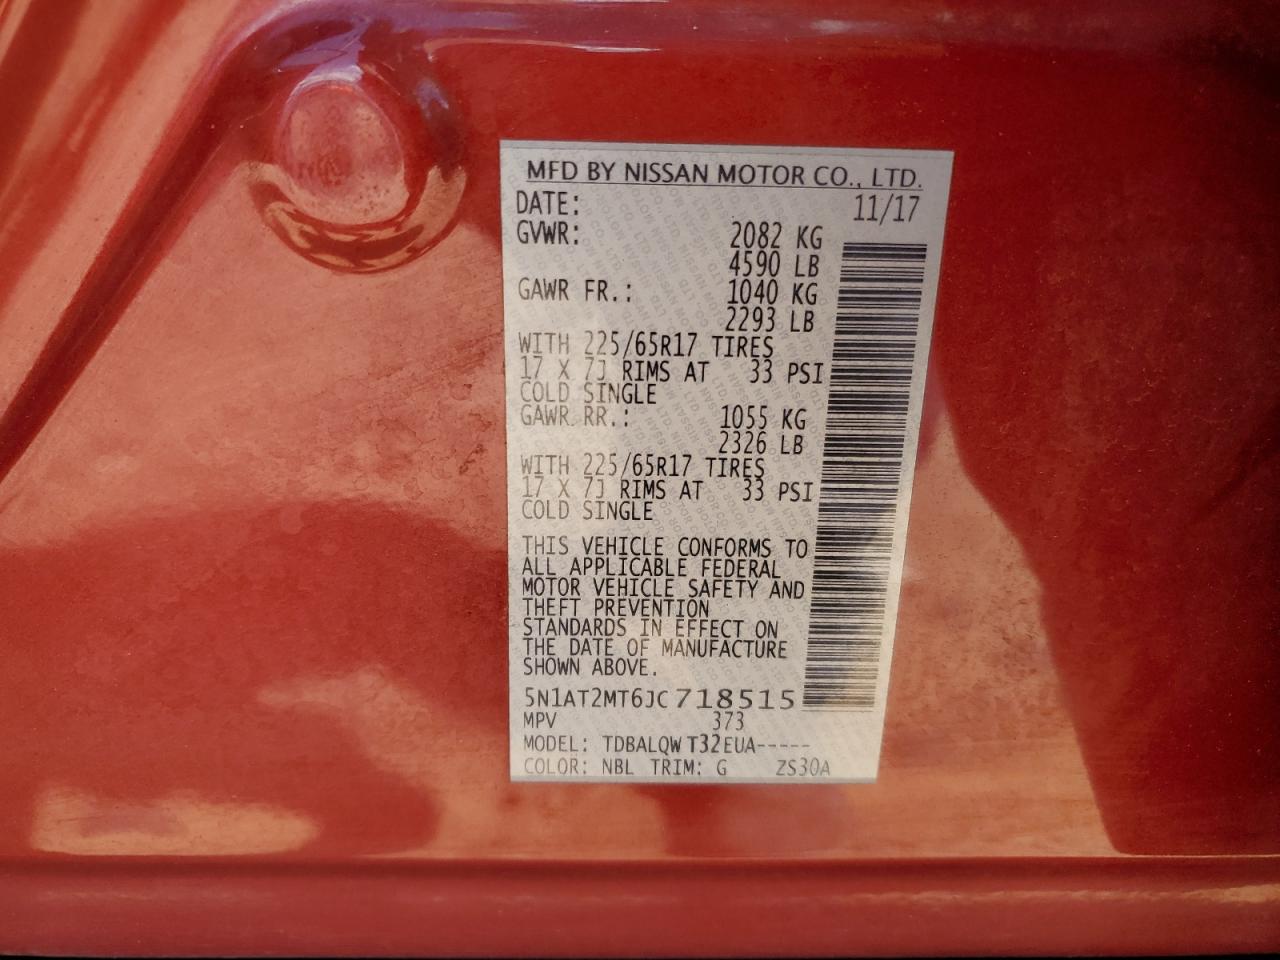 MFD BY NISSAN MOTOR CO., LTD.
DATE: 11/17
GVWR: 2082 KG
4590 LB
GAWR FR.: 1040 KG
2293 LB
WITH 225/65R17 TIRES
17 X 7J RIMS AT 33 PSI
COLD SINGLE
GAWR RR.: 1055 KG
2326 LB
WITH 225/65R17 TIRES
17 X 7J RIMS AT 33 PSI
COLD SINGLE
THIS VEHICLE CONFORMS TO
ALL APPLICABLE FEDERAL
MOTOR VEHICLE SAFETY AND
THEFT PREVENTION
STANDARDS IN EFFECT ON
THE DATE OF MANUFACTURE
SHOWN ABOVE.
5N1AT2MT6JC718515
MPV 373
MODEL: TDBALQWT32EUA-----
COLOR: NBL TRIM: G ZS30A